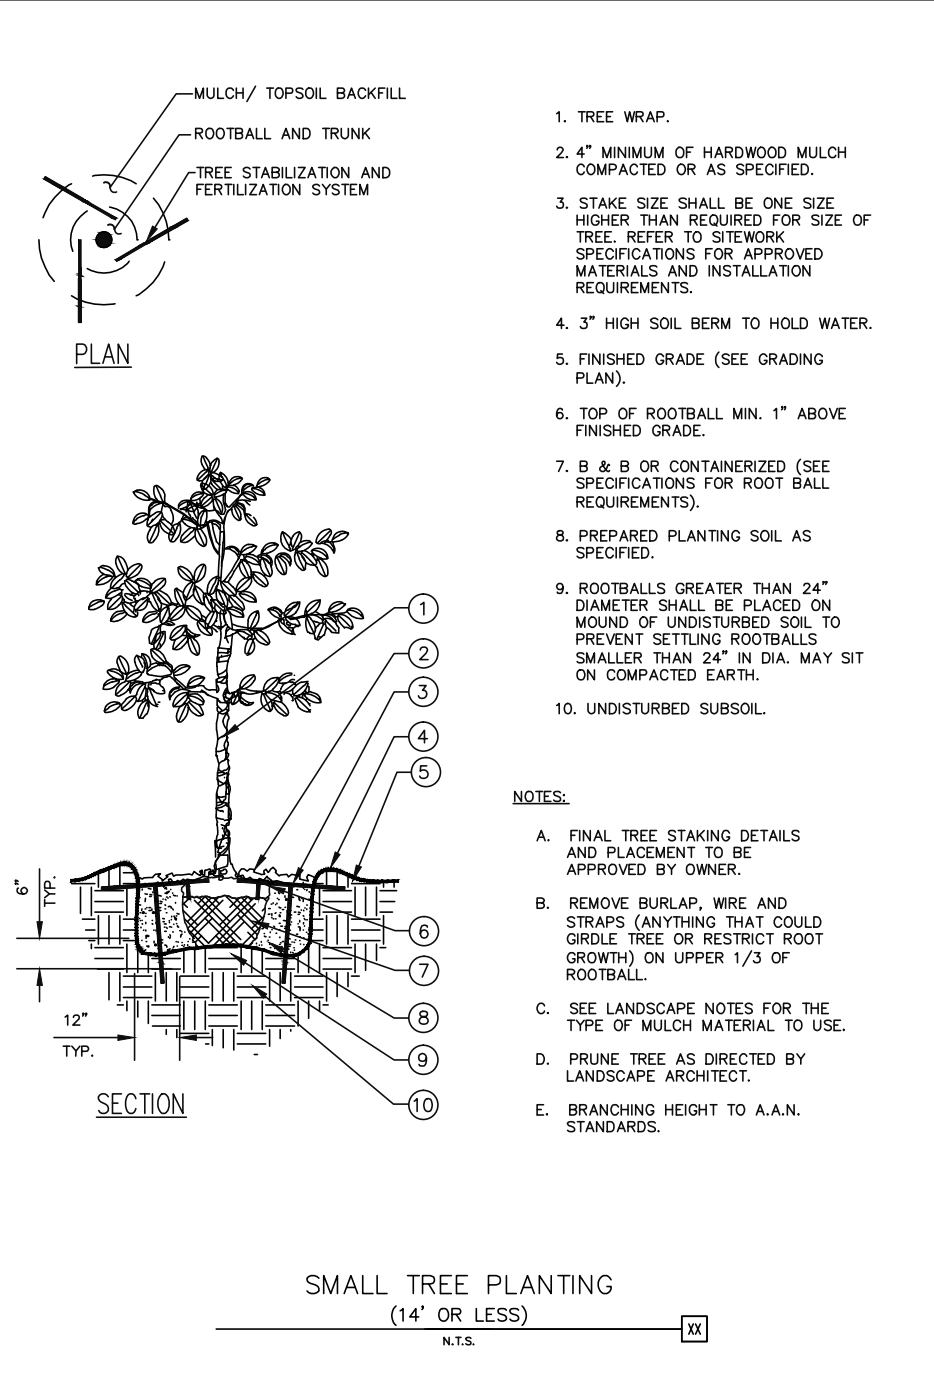 MULCH/ TOPSOIL BACKFILL
ROOTBALL AND TRUNK
TREE STABILIZATION AND
FERTILIZATION SYSTEM
PLAN
1. TREE WRAP.
2. 4" MINIMUM OF HARDWOOD MULCH
COMPACTED OR AS SPECIFIED.
3. STAKE SIZE SHALL BE ONE SIZE
HIGHER THAN REQUIRED FOR SIZE OF
TREE. REFER TO SITEWORK
SPECIFICATIONS FOR APPROVED
MATERIALS AND INSTALLATION
REQUIREMENTS.
4. 3" HIGH SOIL BERM TO HOLD WATER.
5. FINISHED GRADE (SEE GRADING
PLAN).
6. TOP OF ROOTBALL MIN. 1" ABOVE
FINISHED GRADE.
7. B & B OR CONTAINERIZED (SEE
SPECIFICATIONS FOR ROOT BALL
REQUIREMENTS).
8. PREPARED PLANTING SOIL AS
SPECIFIED.
9. ROOTBALLS GREATER THAN 24"
DIAMETER SHALL BE PLACED ON
MOUND OF UNDISTURBED SOIL TO
PREVENT SETTLING ROOTBALLS
SMALLER THAN 24" IN DIA. MAY SIT
ON COMPACTED EARTH.
10. UNDISTURBED SUBSOIL.
1
2
3
4
5
6
7
8
9
10
6"
TYP.
12"
TYP.
SECTION
NOTES:
A. FINAL TREE STAKING DETAILS
AND PLACEMENT TO BE
APPROVED BY OWNER.
B. REMOVE BURLAP, WIRE AND
STRAPS (ANYTHING THAT COULD
GIRDLE TREE OR RESTRICT ROOT
GROWTH) ON UPPER 1/3 OF
ROOTBALL.
C. SEE LANDSCAPE NOTES FOR THE
TYPE OF MULCH MATERIAL TO USE.
D. PRUNE TREE AS DIRECTED BY
LANDSCAPE ARCHITECT.
E. BRANCHING HEIGHT TO A.A.N.
STANDARDS.
SMALL TREE PLANTING
(14' OR LESS)
N.T.S.
XX